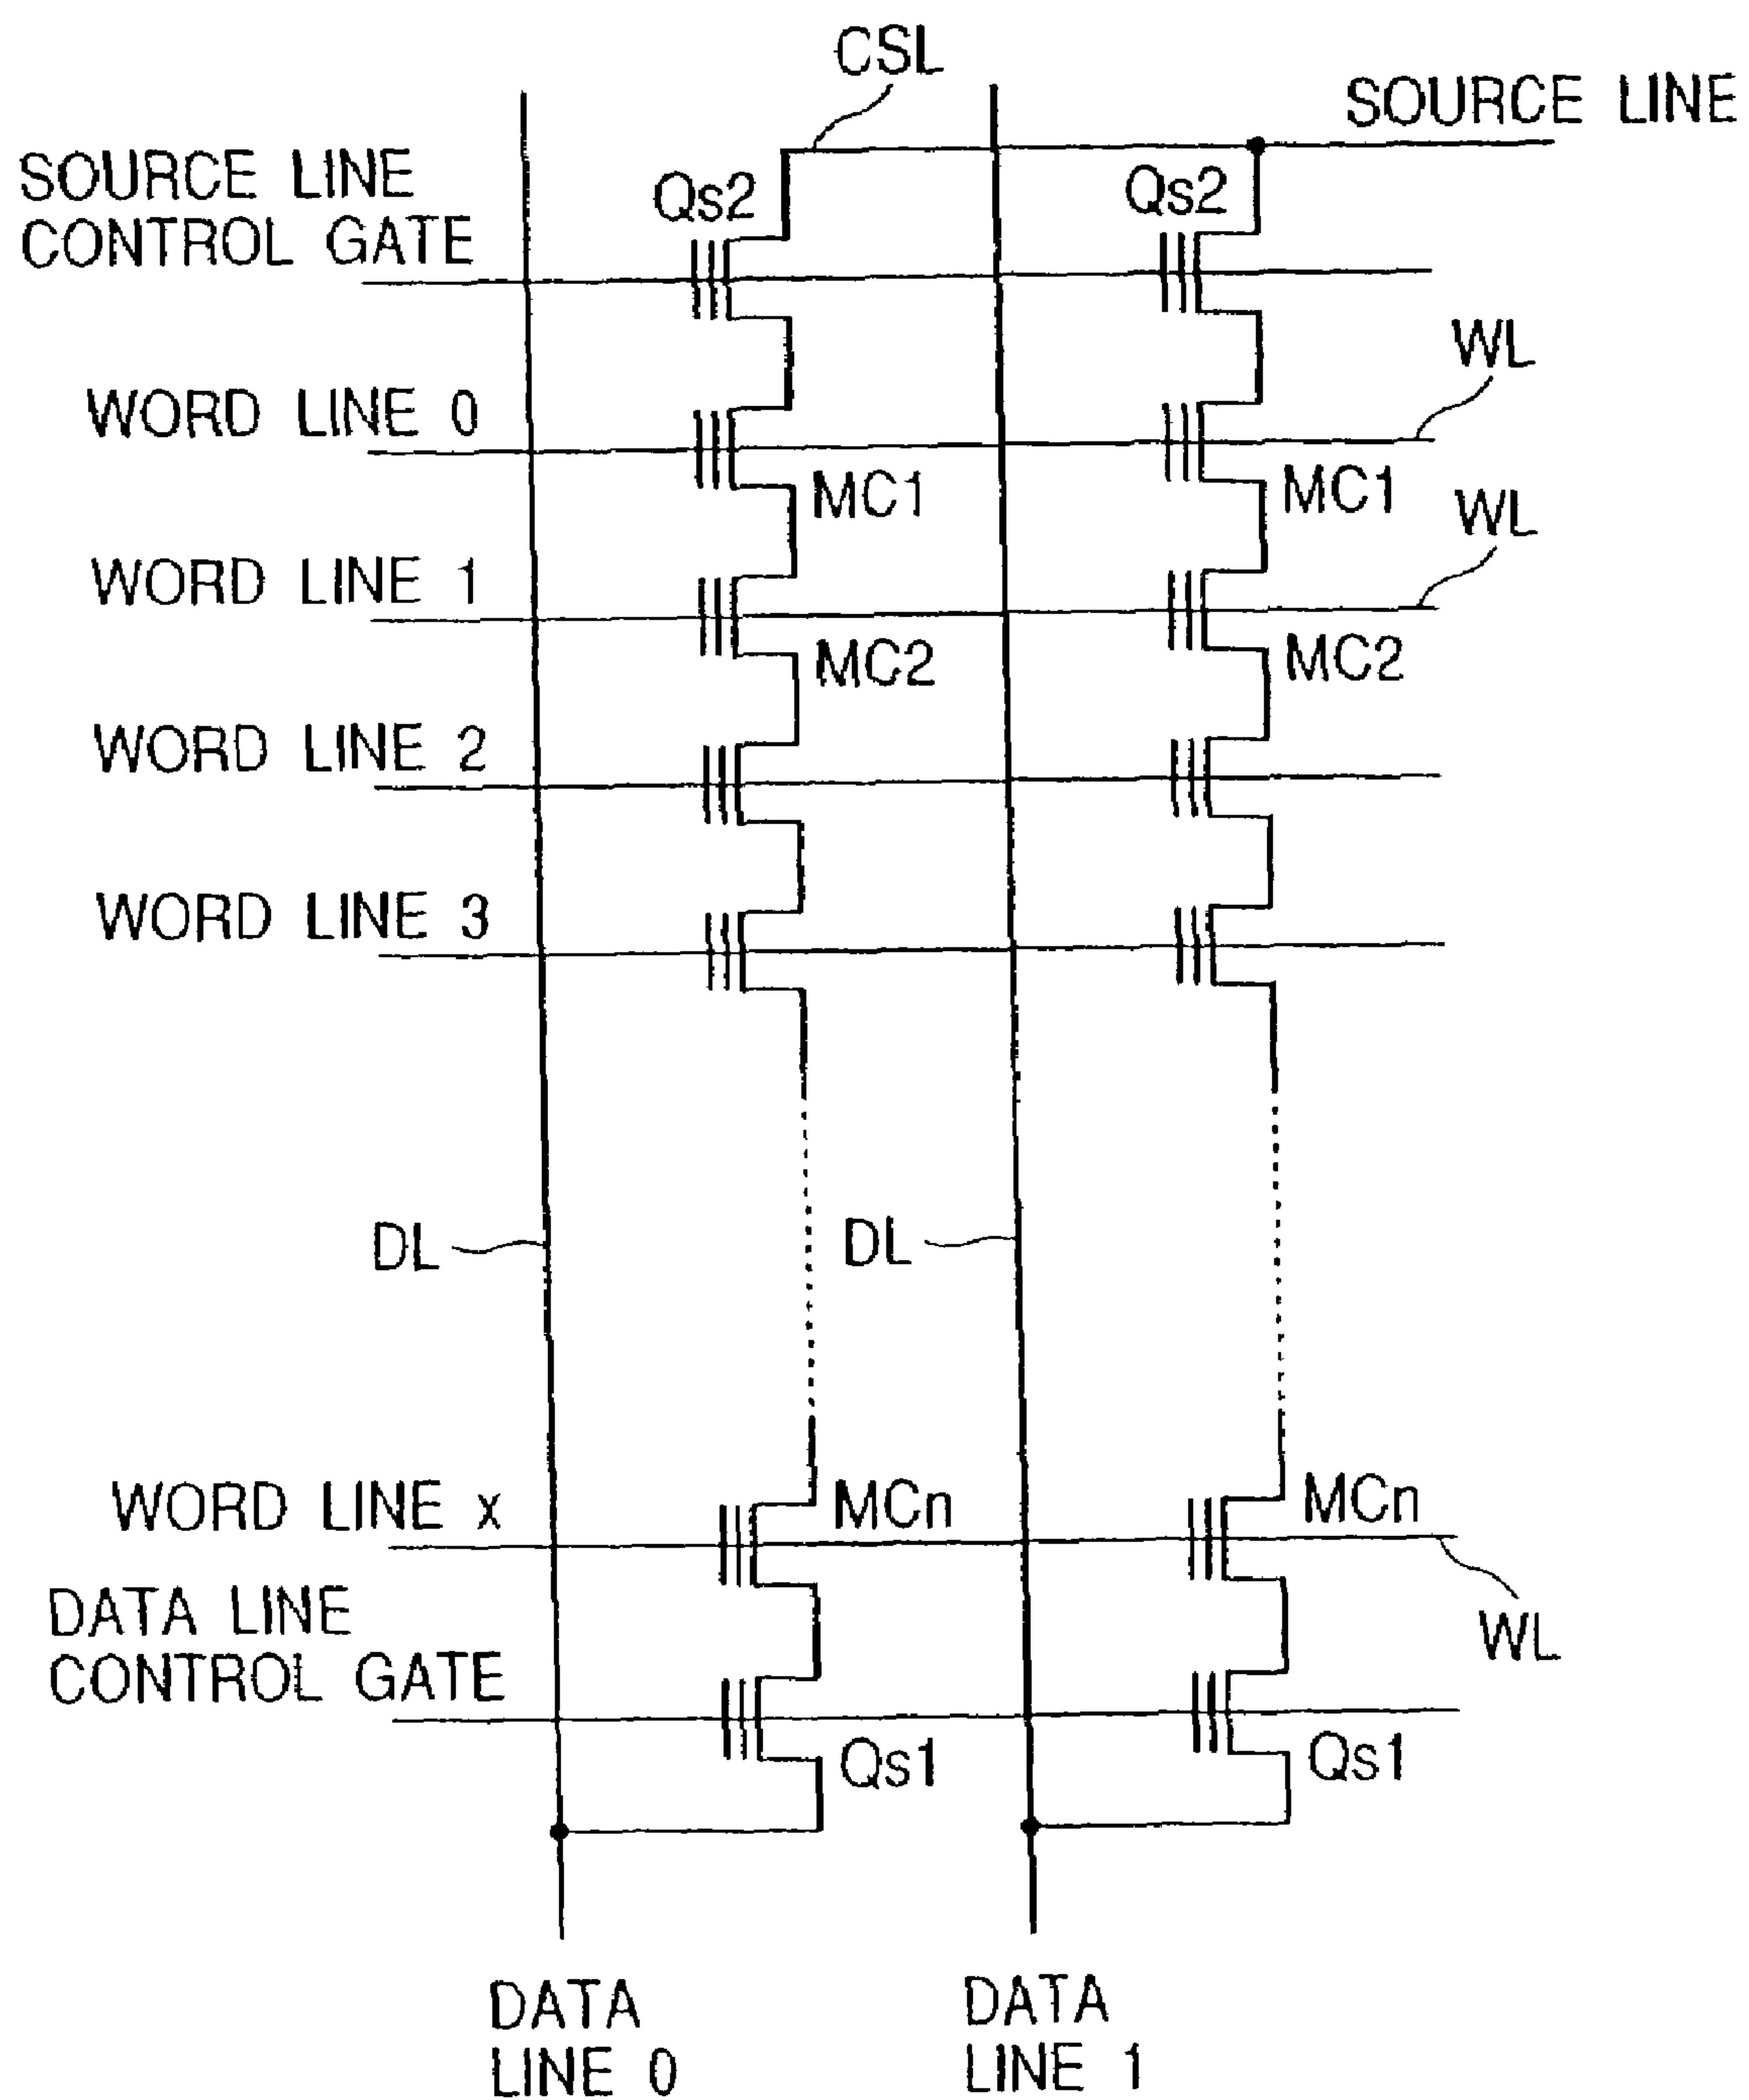 CSL
SOURCE LINE
SOURCE LINE
CONTROL GATE
Qs2
Qs2
WL
WORD LINE 0
MC1
MC1
WL
WORD LINE 1
MC2
MC2
WORD LINE 2
WORD LINE 3
DL
DL
WORD LINE x
MCn
MCn
WL
DATA LINE
CONTROL GATE
Qs1
Qs1
DATA
LINE 0
DATA
LINE 1